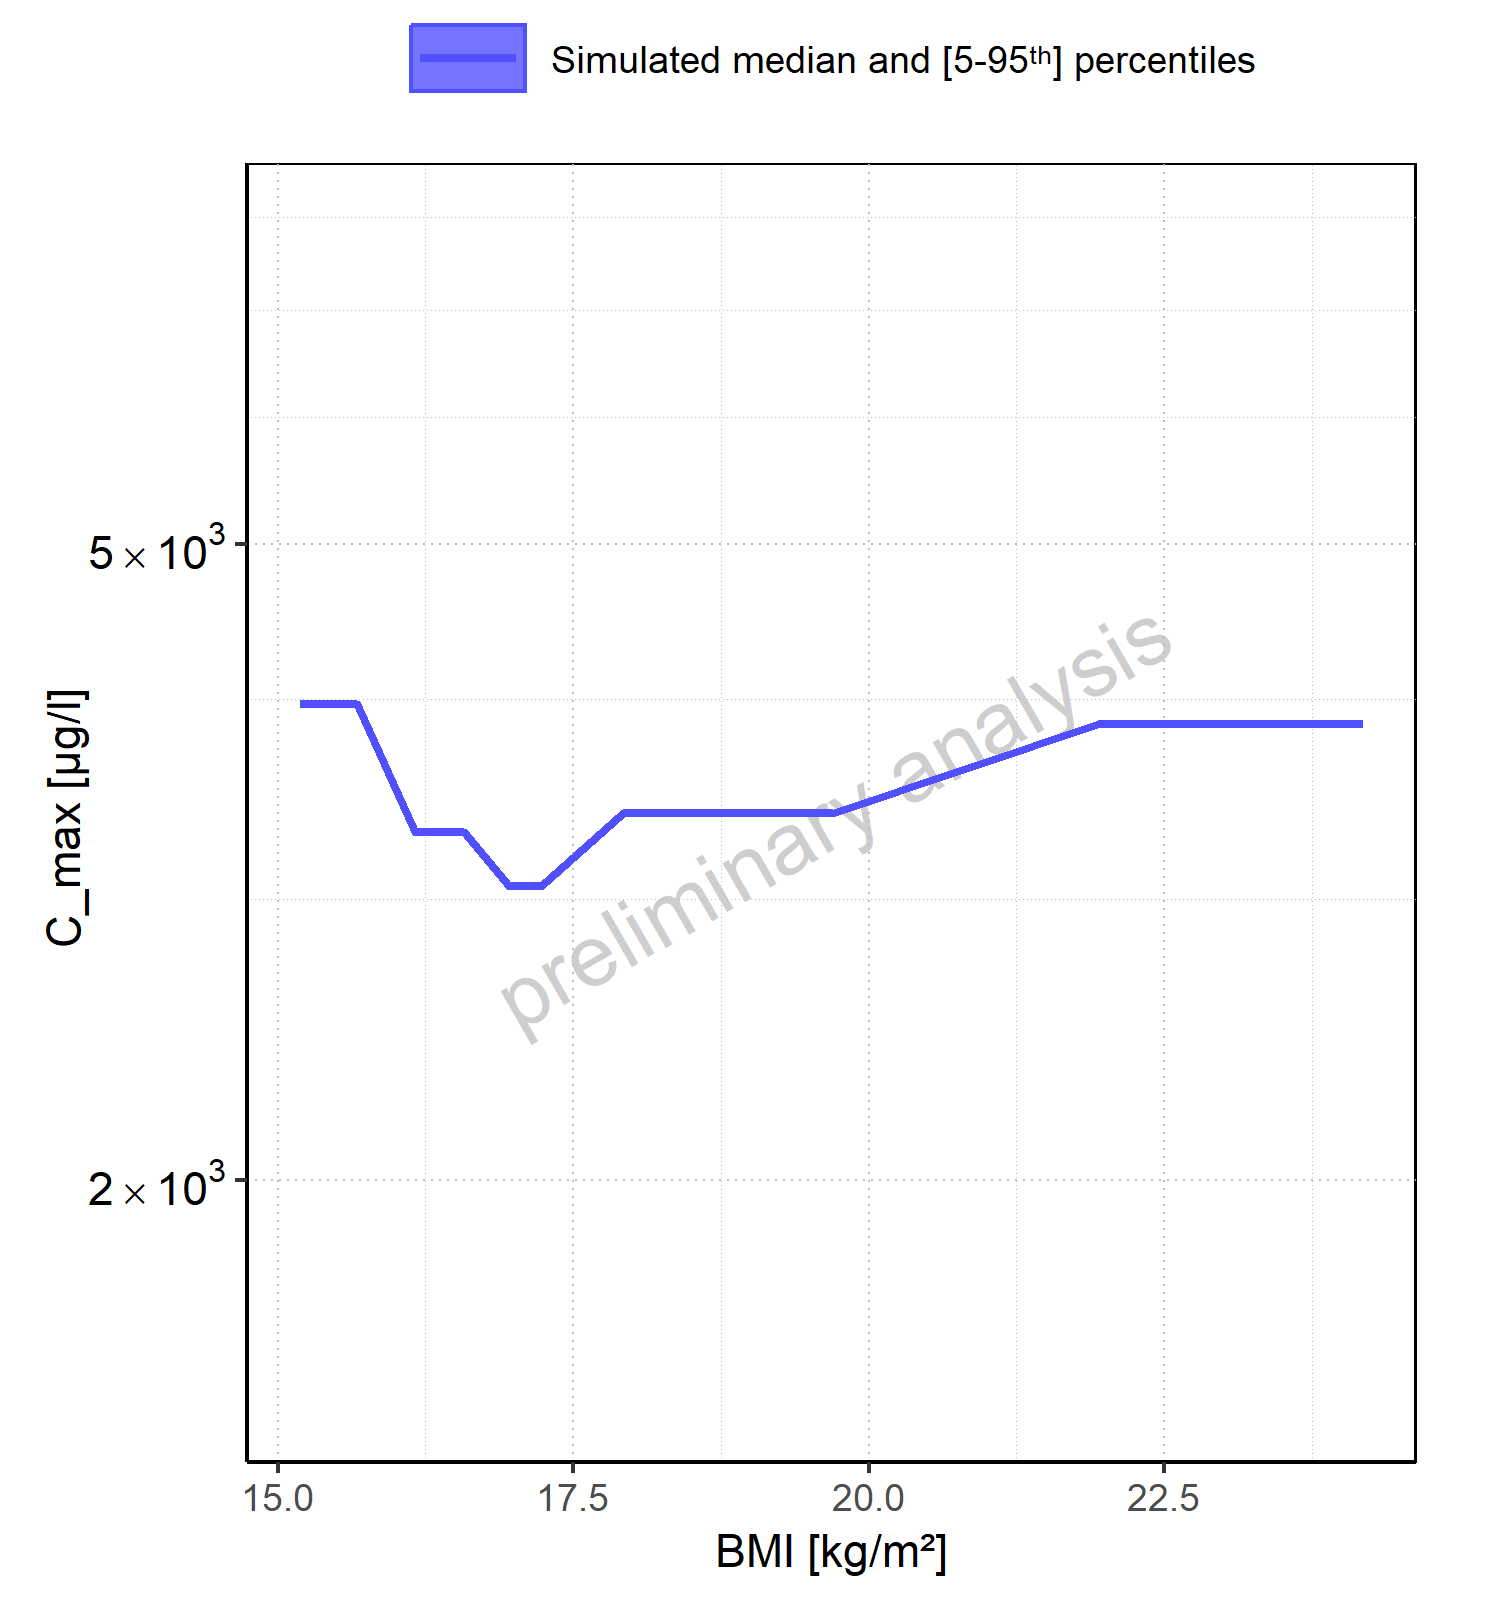 Simulated median and [5-95ᵗʰ] percentiles
5 × 10³
2 × 10³
C_max [µg/l]
preliminary analysis
15.0 17.5 20.0 22.5
BMI [kg/m²]